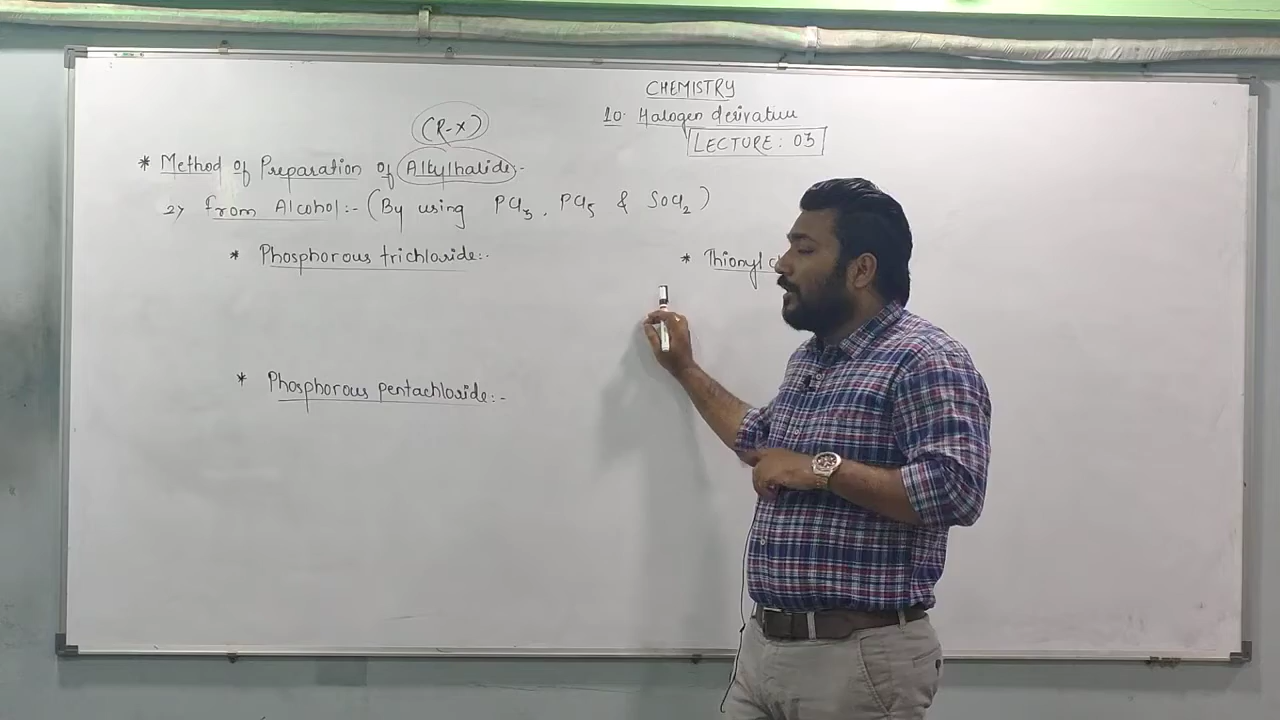 CHEMISTRY
10. Halogen derivative
LECTURE: 03
(R-X)
* Method of Preparation of Alkylhalide:-
2> from Alcohol:- (By using PCl₃, PCl₅ & SOCl₂)
* Phosphorous trichloride:-
* Thionyl
* Phosphorous pentachloride:-